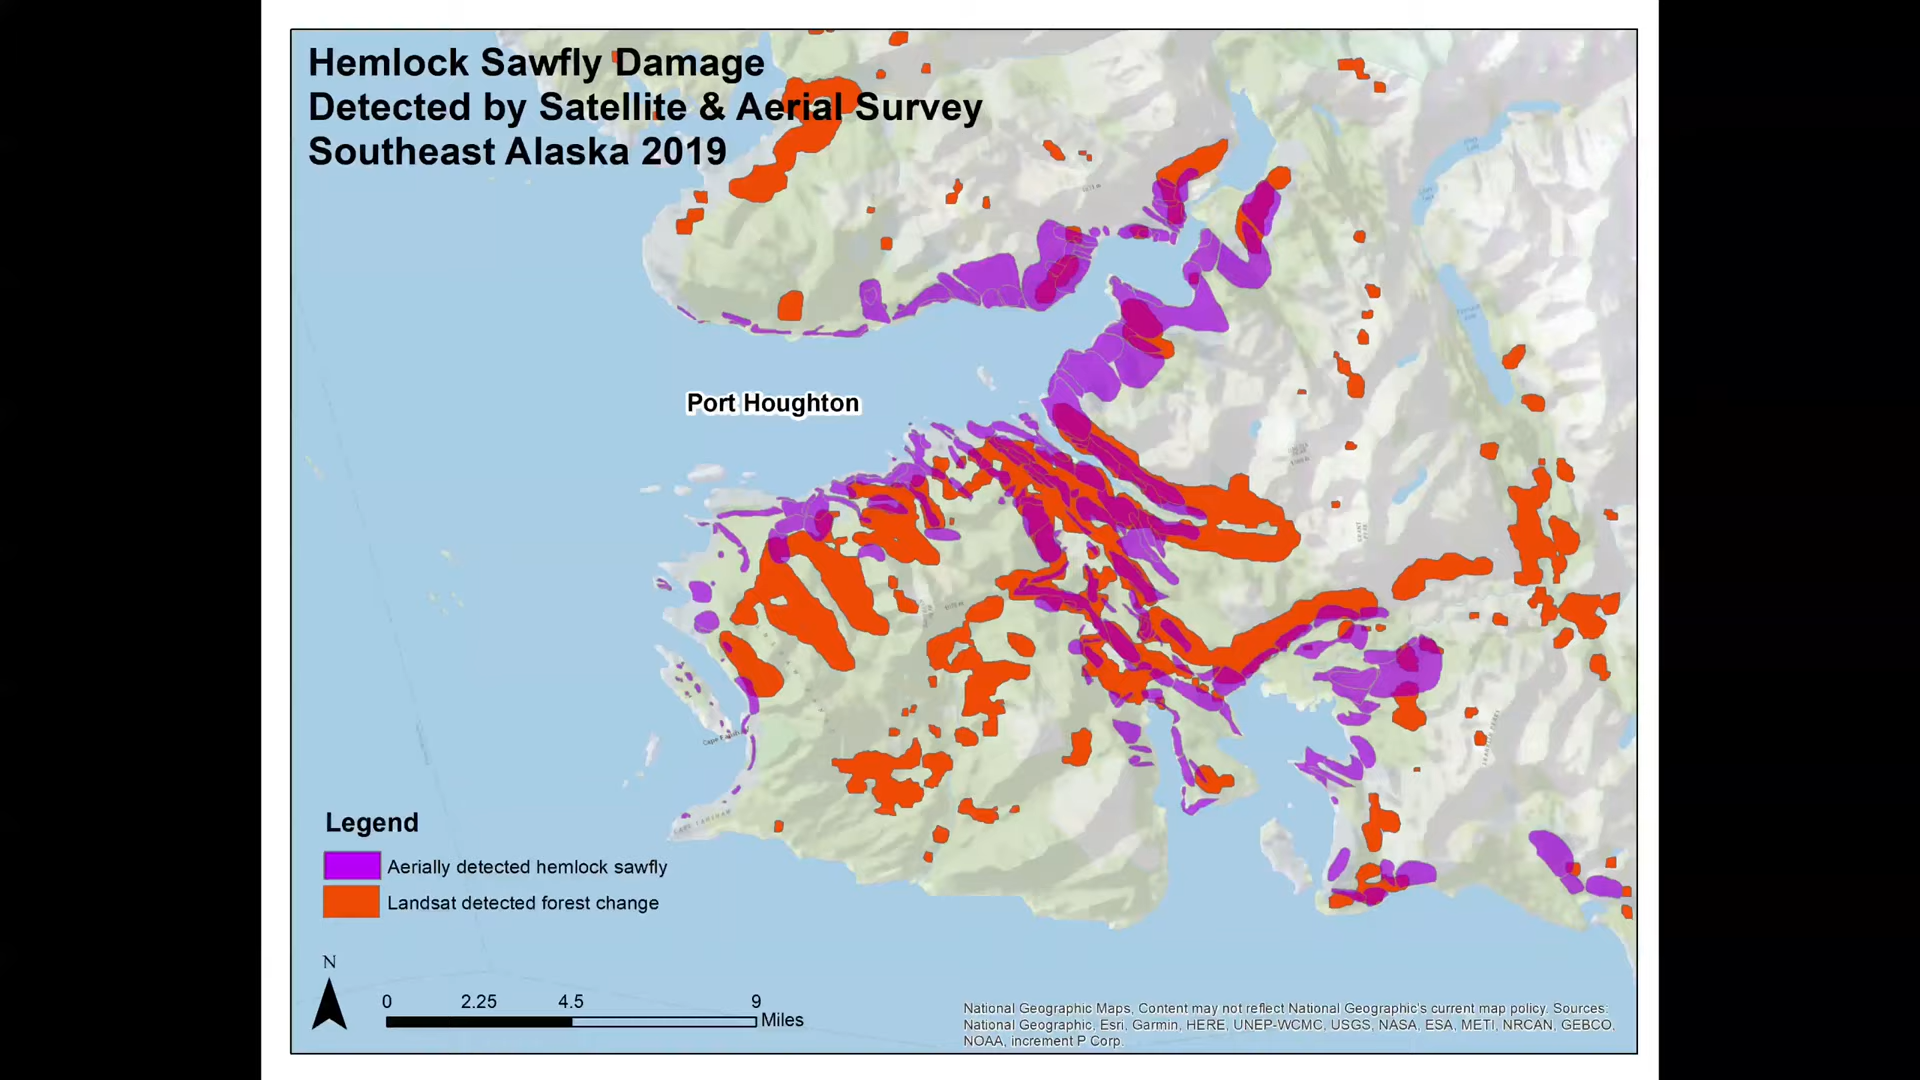 Hemlock Sawfly Damage
Detected by Satellite & Aerial Survey
Southeast Alaska 2019
Port Houghton
Legend
Aerially detected hemlock sawfly
Landsat detected forest change
N
0 2.25 4.5 9
Miles
National Geographic Maps, Content may not reflect National Geographic's current map policy. Sources:
National Geographic, Esri, Garmin, HERE, UNEP-WCMC, USGS, NASA, ESA, METI, NRCAN, GEBCO,
NOAA, increment P Corp.